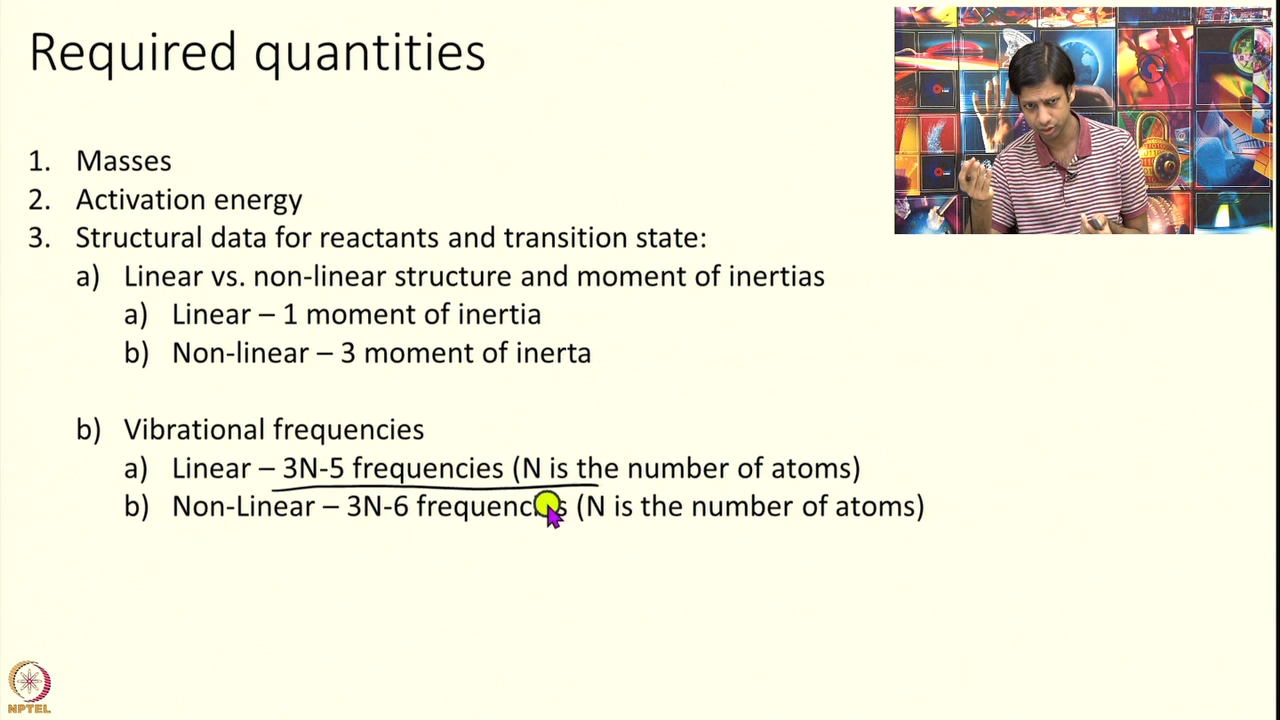 Required quantities
1. Masses
2. Activation energy
3. Structural data for reactants and transition state:
a) Linear vs. non-linear structure and moment of inertias
a) Linear – 1 moment of inertia
b) Non-linear – 3 moment of inerta
b) Vibrational frequencies
a) Linear – 3N-5 frequencies (N is the number of atoms)
b) Non-Linear – 3N-6 frequencies (N is the number of atoms)
NPTEL